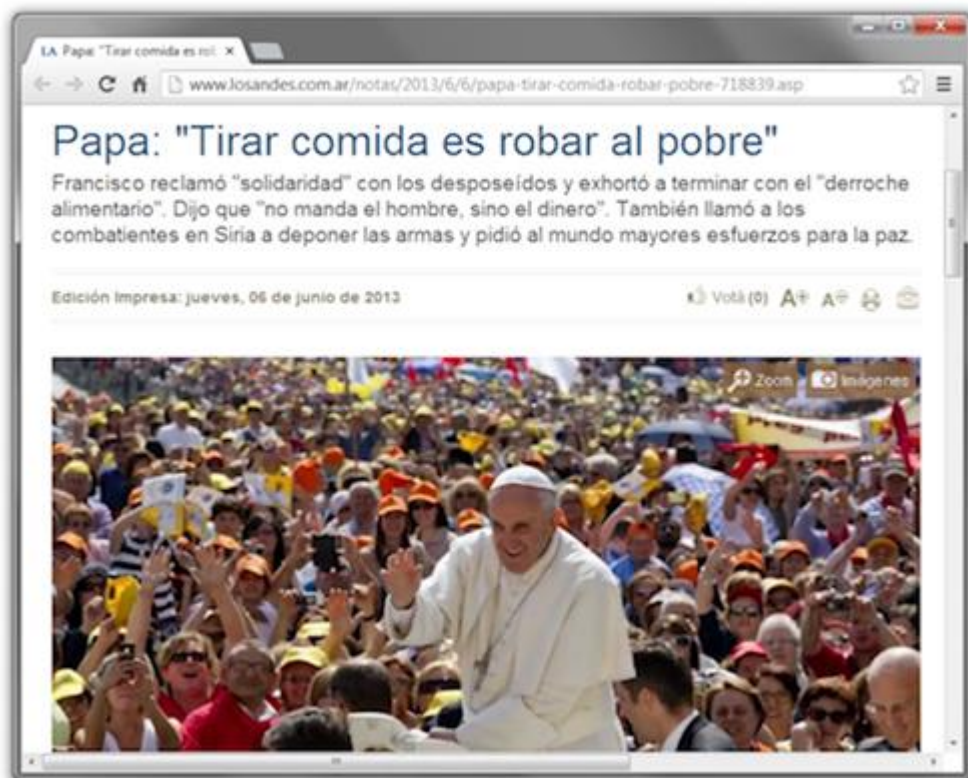 LA Papa: "Tirar comida es rob
www.losandes.com.ar/notas/2013/6/6/papa-tirar-comida-robar-pobre-718839.asp
Papa: "Tirar comida es robar al pobre"
Francisco reclamó "solidaridad" con los desposeídos y exhortó a terminar con el "derroche
alimentario". Dijo que "no manda el hombre, sino el dinero". También llamó a los
combatientes en Siria a deponer las armas y pidió al mundo mayores esfuerzos para la paz.
Edición Impresa: jueves, 06 de junio de 2013 Votá (0) A+ A-
Zoom Imágenes